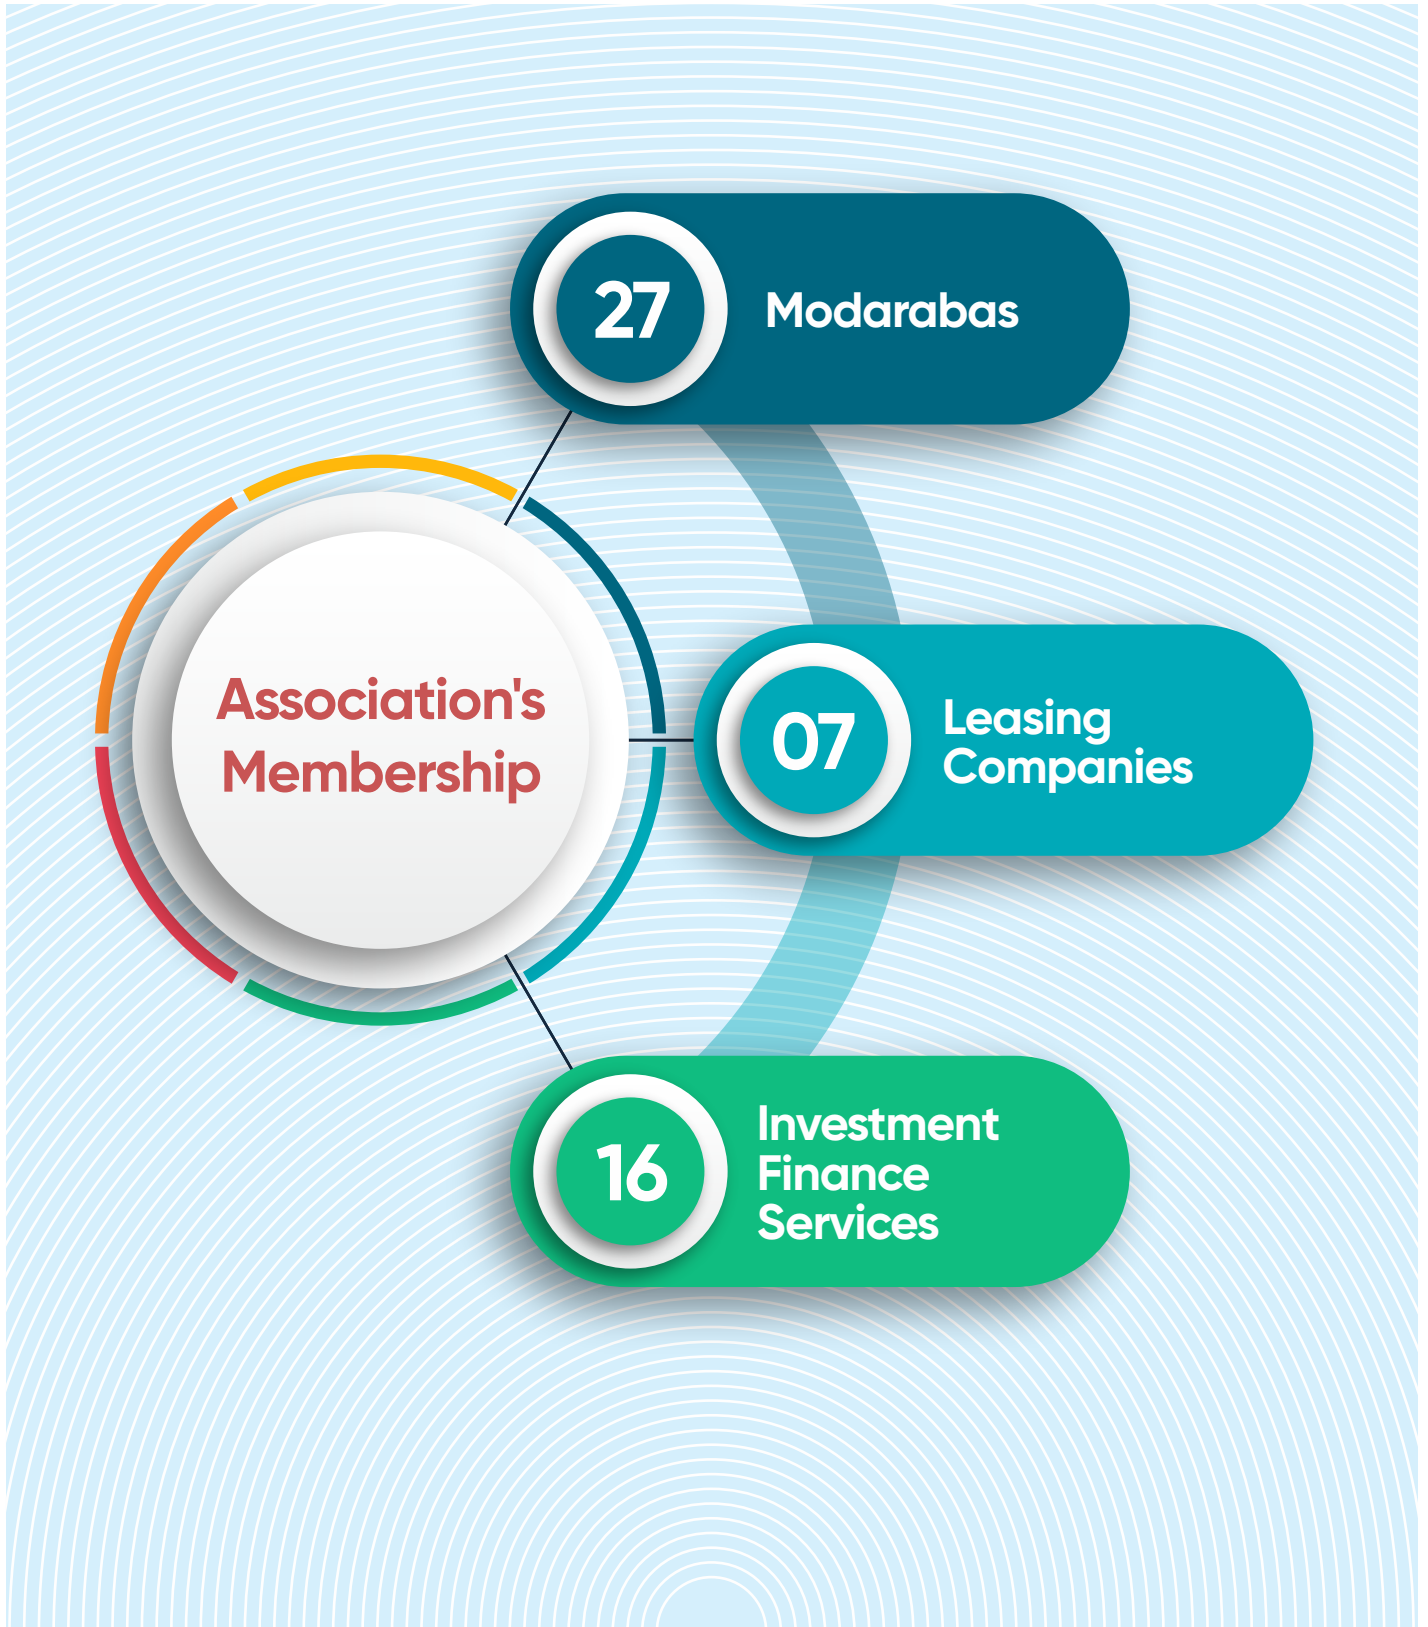 27
Modarabas
Association's
Membership
07
Leasing
Companies
16
Investment
Finance
Services